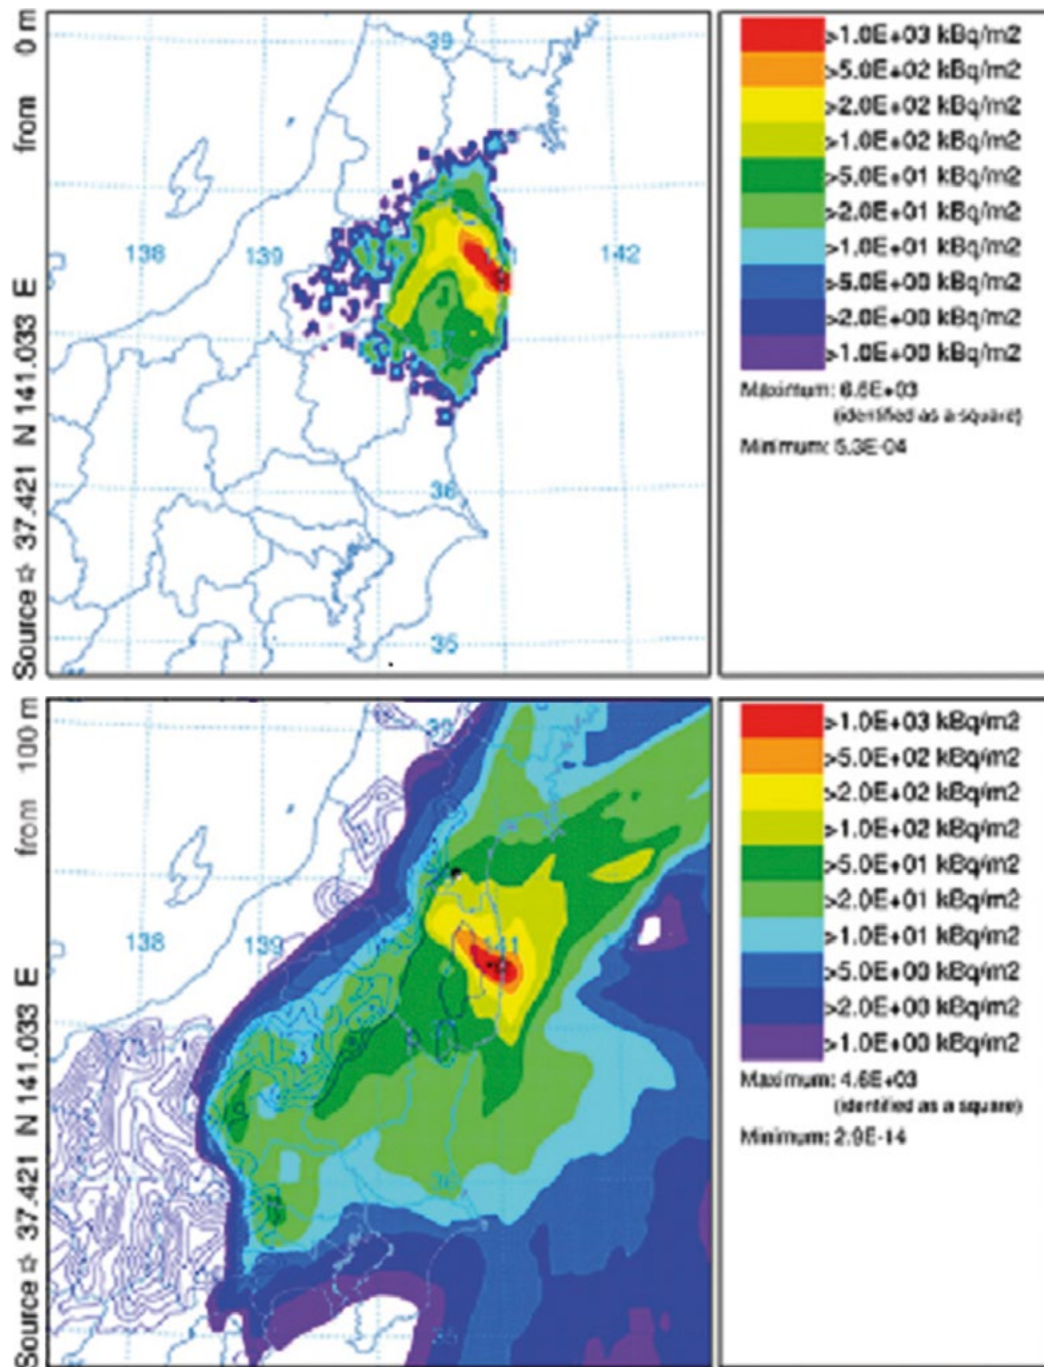 Source ⇨ 37.421 N 141.033 E from 0 m
39
138
139
142
37
36
35
>1.0E+03 kBq/m2
>5.0E+02 kBq/m2
>2.0E+02 kBq/m2
>1.0E+02 kBq/m2
>5.0E+01 kBq/m2
>2.0E+01 kBq/m2
>1.0E+01 kBq/m2
>5.0E+00 kBq/m2
>2.0E+00 kBq/m2
>1.0E+00 kBq/m2
Maximum:
(identified as a square)
Minimum: 5.3E-04
Source ⇨ 37.421 N 141.033 E from 100 m
39
138
139
141
36
35
>1.0E+03 kBq/m2
>5.0E+02 kBq/m2
>2.0E+02 kBq/m2
>1.0E+02 kBq/m2
>5.0E+01 kBq/m2
>2.0E+01 kBq/m2
>1.0E+01 kBq/m2
>5.0E+00 kBq/m2
>2.0E+00 kBq/m2
>1.0E+00 kBq/m2
Maximum: 4.6E+03
(identified as a square)
Minimum: 2.9E-14